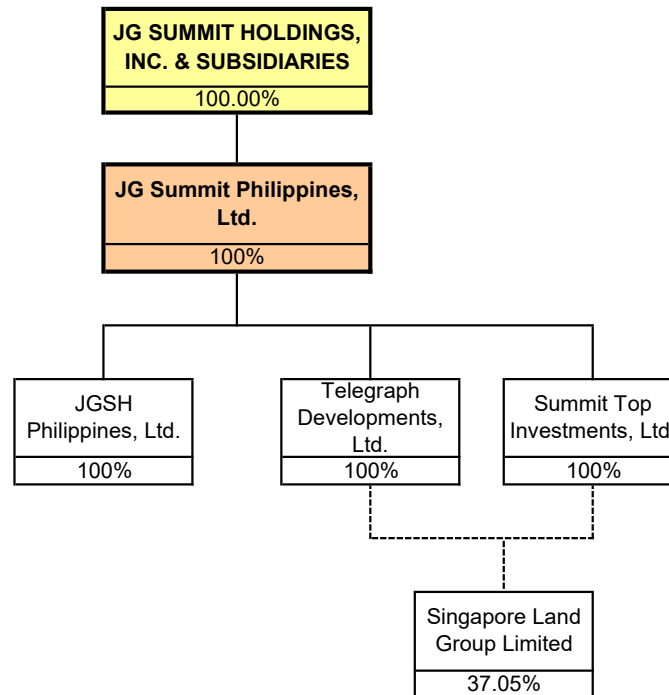 JG SUMMIT HOLDINGS,
INC. & SUBSIDIARIES
100.00%
JG Summit Philippines,
Ltd.
100%
JGSH
Philippines, Ltd.
100%
Telegraph
Developments,
Ltd.
100%
Summit Top
Investments, Ltd
100%
Singapore Land
Group Limited
37.05%